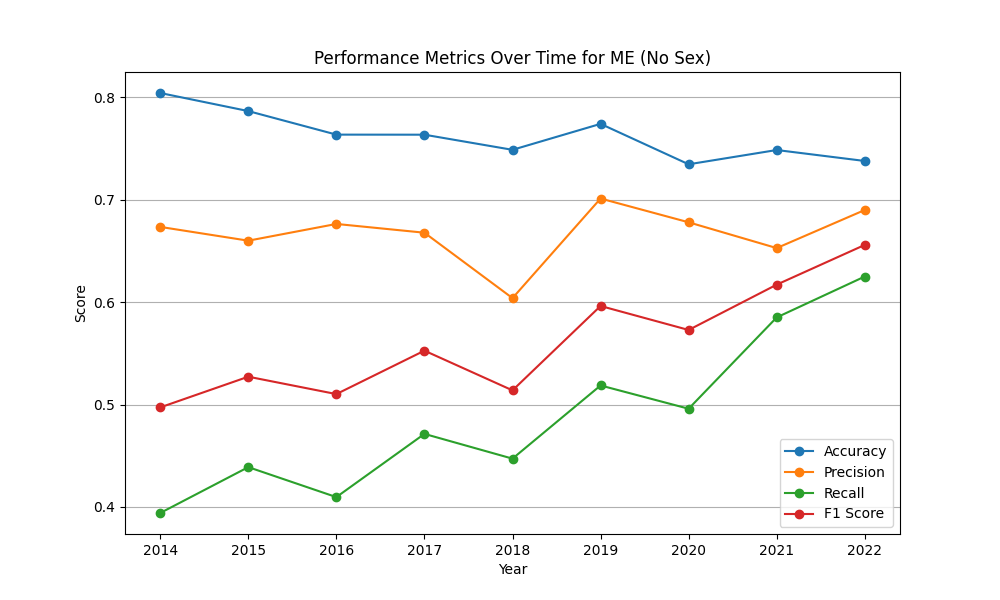 Performance Metrics Over Time for ME (No Sex)
0.8
0.7
0.6
0.5
0.4
Score
Accuracy
Precision
Recall
F1 Score
2014 2015 2016 2017 2018 2019 2020 2021 2022
Year